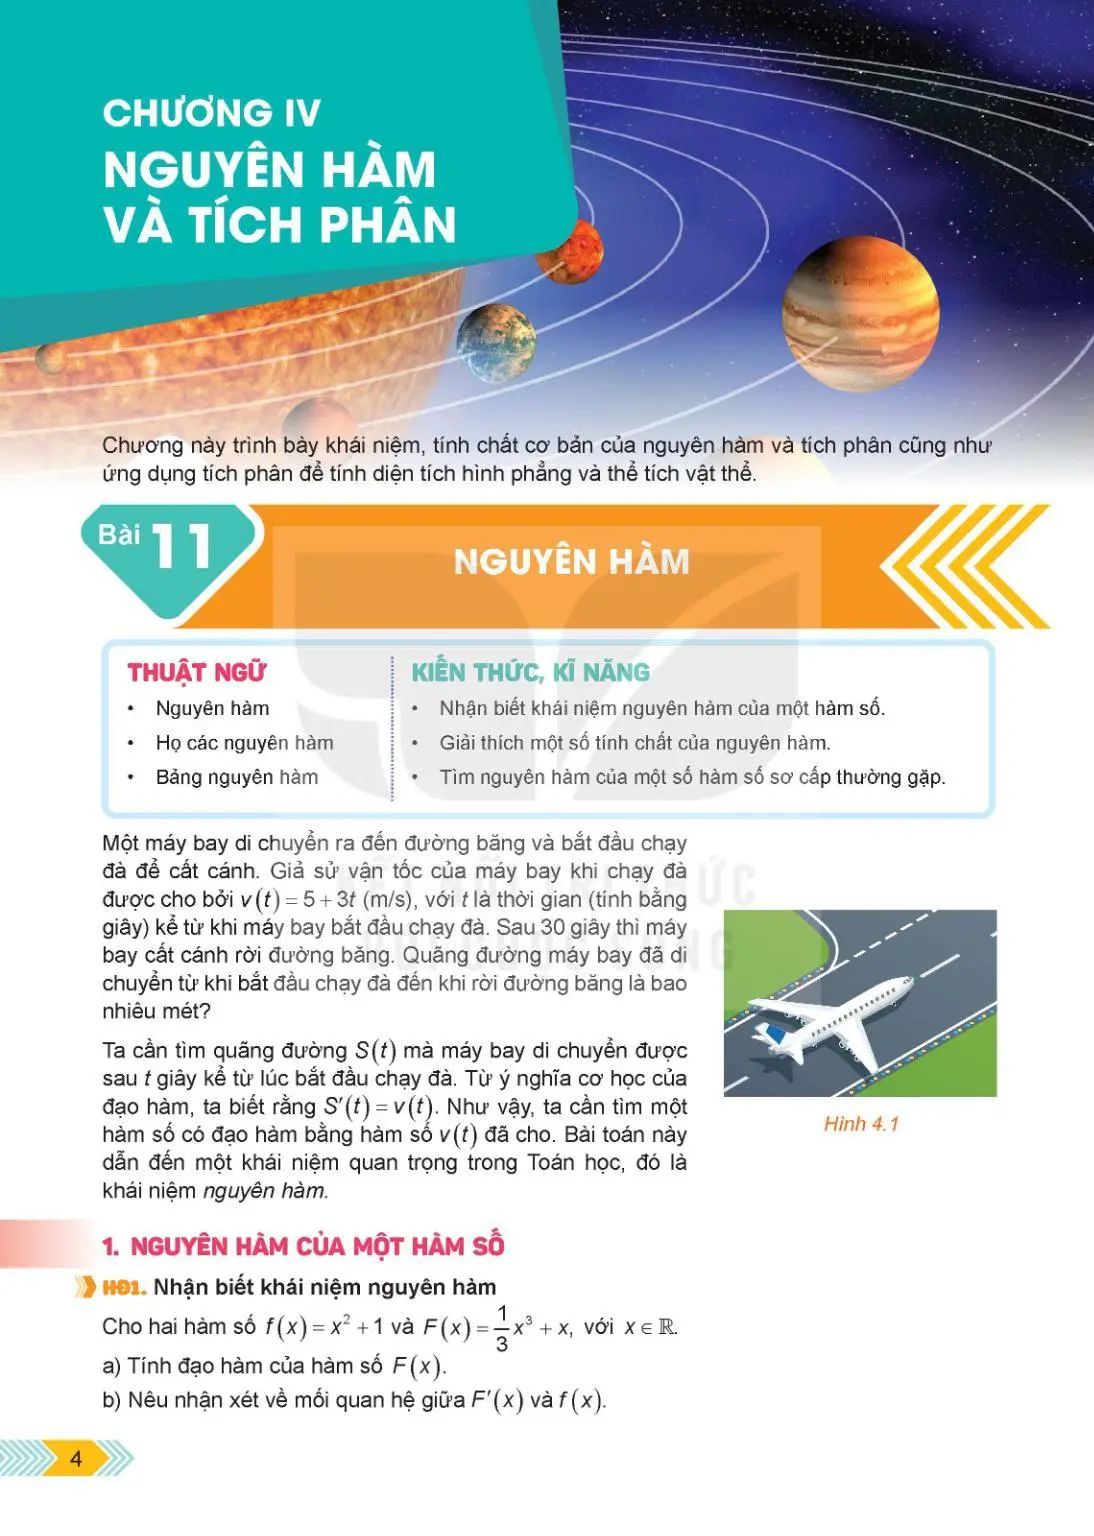 CHƯƠNG IV
NGUYÊN HÀM
VÀ TÍCH PHÂN
Chương này trình bày khái niệm, tính chất cơ bản của nguyên hàm và tích phân cũng như
ứng dụng tích phân để tính diện tích hình phẳng và thể tích vật thể.
Bài 11
NGUYÊN HÀM
THUẬT NGỮ
• Nguyên hàm
• Họ các nguyên hàm
• Bảng nguyên hàm
KIẾN THỨC, KĨ NĂNG
• Nhận biết khái niệm nguyên hàm của một hàm số.
• Giải thích một số tính chất của nguyên hàm.
• Tìm nguyên hàm của một số hàm số sơ cấp thường gặp.
Một máy bay di chuyển ra đến đường băng và bắt đầu chạy
đà để cất cánh. Giả sử vận tốc của máy bay khi chạy đà
được cho bởi v(t) = 5 + 3t (m/s), với t là thời gian (tính bằng
giây) kể từ khi máy bay bắt đầu chạy đà. Sau 30 giây thì máy
bay cất cánh rời đường băng. Quãng đường máy bay đã di
chuyển từ khi bắt đầu chạy đà đến khi rời đường băng là bao
nhiêu mét?
Ta cần tìm quãng đường S(t) mà máy bay di chuyển được
sau t giây kể từ lúc bắt đầu chạy đà. Từ ý nghĩa cơ học của
đạo hàm, ta biết rằng S′(t) = v(t). Như vậy, ta cần tìm một
hàm số có đạo hàm bằng hàm số v(t) đã cho. Bài toán này
dẫn đến một khái niệm quan trọng trong Toán học, đó là
khái niệm nguyên hàm.
Hình 4.1
1. NGUYÊN HÀM CỦA MỘT HÀM SỐ
HĐ1. Nhận biết khái niệm nguyên hàm
Cho hai hàm số f(x) = x² + 1 và F(x) = 1/3 x³ + x, với x ∈ ℝ.
a) Tính đạo hàm của hàm số F(x).
b) Nêu nhận xét về mối quan hệ giữa F′(x) và f(x).
4
KẾT NỐI TRI THỨC
VỚI CUỘC SỐNG